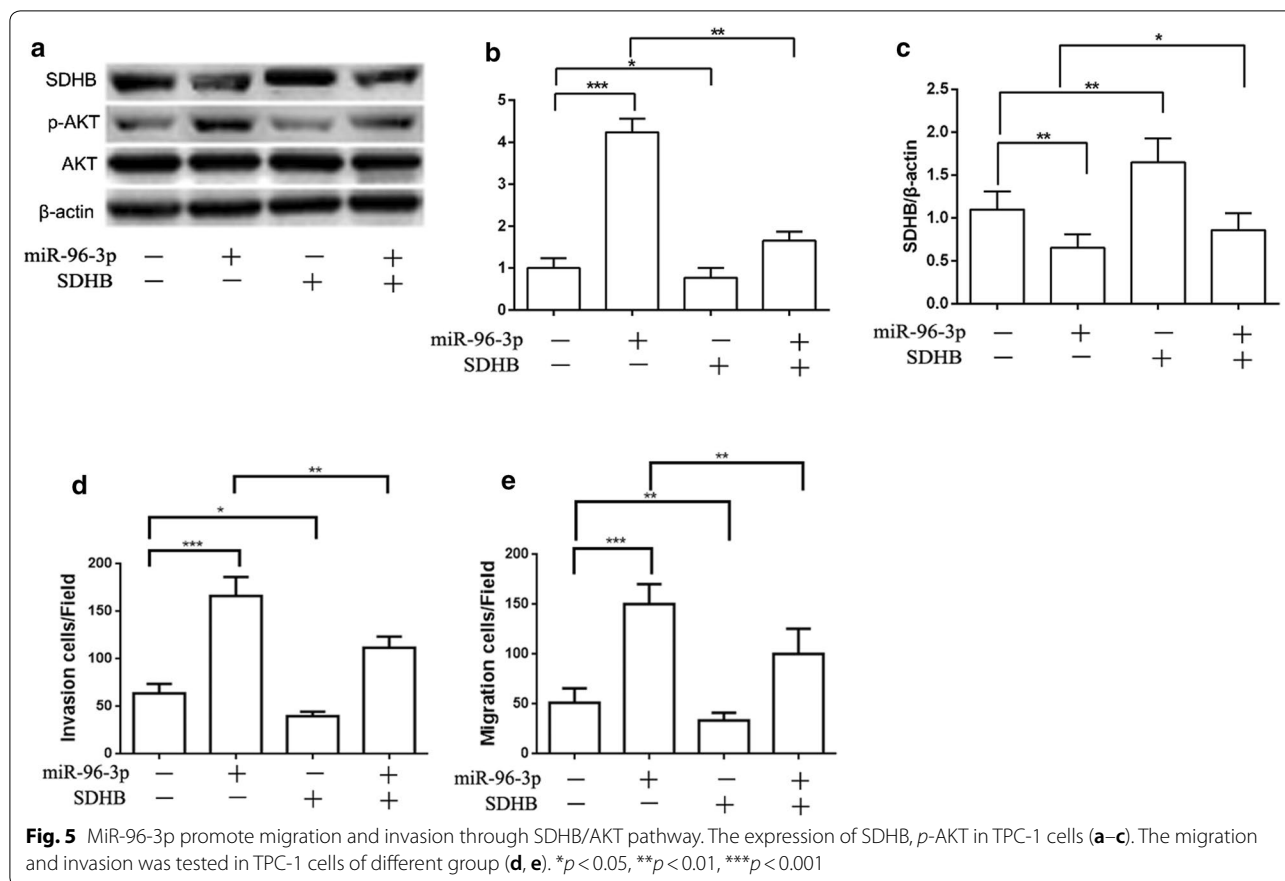 a
SDHB
p-AKT
AKT
β-actin
miR-96-3p — + — +
SDHB — — + +
b
**
*
***
5
4
3
2
1
0
miR-96-3p — + — +
SDHB — — + +
c
*
**
**
SDHB/β-actin
2.5
2.0
1.5
1.0
0.5
0.0
miR-96-3p — + — +
SDHB — — + +
d
**
*
***
Invasion cells/Field
200
150
100
50
0
miR-96-3p — + — +
SDHB — — + +
e
**
**
***
Migration cells/Field
200
150
100
50
0
miR-96-3p — + — +
SDHB — — + +
Fig. 5 MiR-96-3p promote migration and invasion through SDHB/AKT pathway. The expression of SDHB, p-AKT in TPC-1 cells (a–c). The migration
and invasion was tested in TPC-1 cells of different group (d, e). *p < 0.05, **p < 0.01, ***p < 0.001